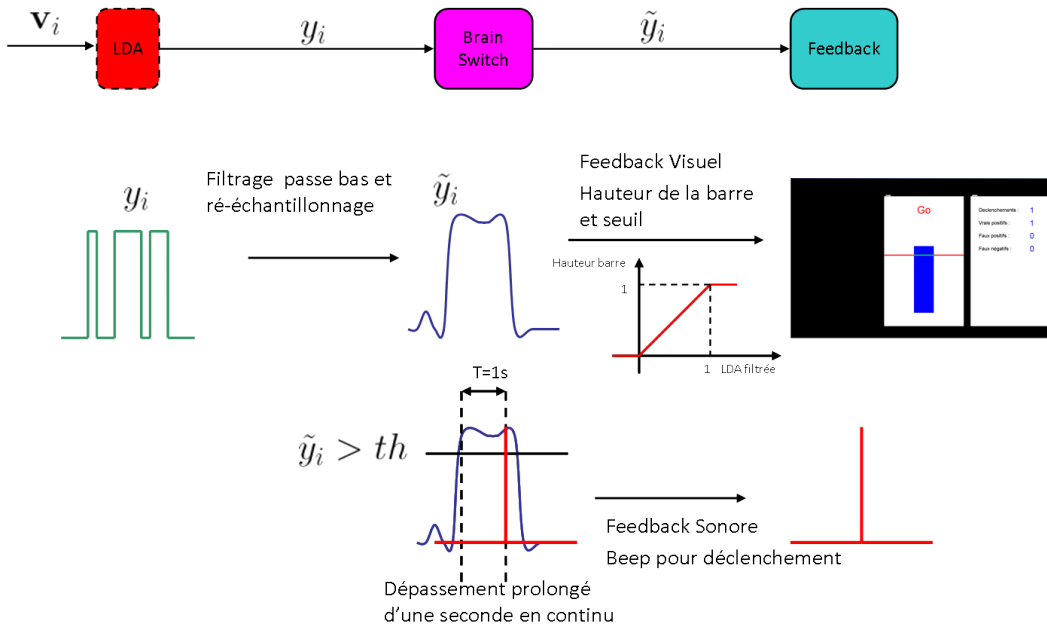 v_i
LDA
y_i
Brain
Switch
ỹ_i
Feedback
y_i
Filtrage passe bas et
ré-échantillonnage
ỹ_i
Feedback Visuel
Hauteur de la barre
et seuil
Hauteur barre
1
1
LDA filtrée
Go
Declenchements : 1
Vraie positifs : 1
Faux positifs : 0
Faux négatifs : 0
T=1s
ỹ_i > th
Feedback Sonore
Beep pour déclenchement
Dépassement prolongé
d'une seconde en continu